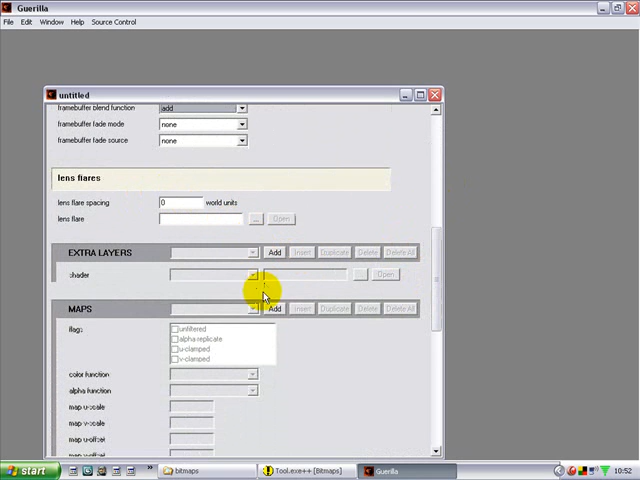 Guerilla
File Edit Window Help Source Control
untitled
framebuffer blend function add
framebuffer fade mode none
framebuffer fade source none
lens flares
lens flare spacing 0 world units
lens flare ... Open
EXTRA LAYERS Add Insert Duplicate Delete Delete All
shader ... Open
MAPS Add Insert Duplicate Delete Delete All
flags unfiltered
alpha replicate
u-clamped
v-clamped
color function
alpha function
map u-scale
map v-scale
map u-offset
map v-offset
start » bitmaps Tool.exe++ [Bitmaps] Guerilla 10:52